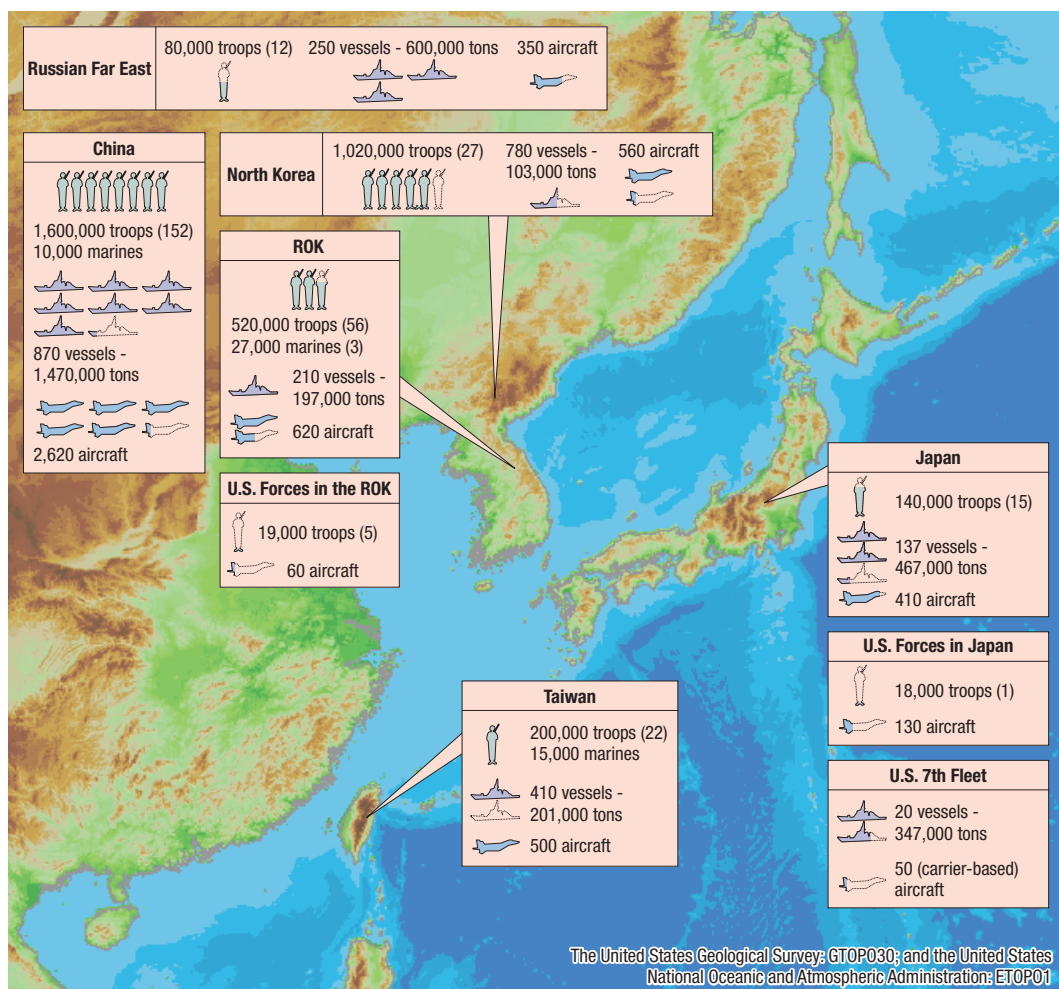 Russian Far East
80,000 troops (12)
250 vessels - 600,000 tons
350 aircraft
China
1,600,000 troops (152)
10,000 marines
870 vessels -
1,470,000 tons
2,620 aircraft
North Korea
1,020,000 troops (27)
780 vessels -
103,000 tons
560 aircraft
ROK
520,000 troops (56)
27,000 marines (3)
210 vessels -
197,000 tons
620 aircraft
U.S. Forces in the ROK
19,000 troops (5)
60 aircraft
Japan
140,000 troops (15)
137 vessels -
467,000 tons
410 aircraft
U.S. Forces in Japan
18,000 troops (1)
130 aircraft
Taiwan
200,000 troops (22)
15,000 marines
410 vessels -
201,000 tons
500 aircraft
U.S. 7th Fleet
20 vessels -
347,000 tons
50 (carrier-based)
aircraft
The United States Geological Survey: GTOPO30; and the United States
National Oceanic and Atmospheric Administration: ETOPO1